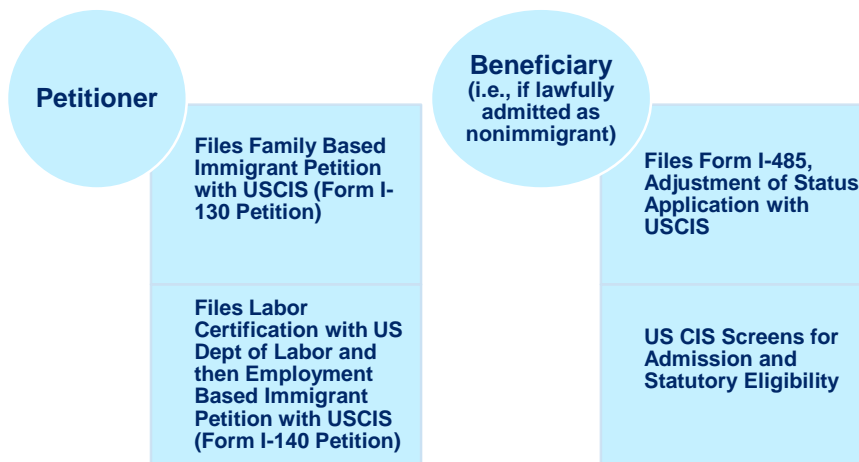 Petitioner
Files Family Based
Immigrant Petition
with USCIS (Form I-
130 Petition)
Files Labor
Certification with US
Dept of Labor and
then Employment
Based Immigrant
Petition with USCIS
(Form I-140 Petition)
Beneficiary
(i.e., if lawfully
admitted as
nonimmigrant)
Files Form I-485,
Adjustment of Status
Application with
USCIS
US CIS Screens for
Admission and
Statutory Eligibility